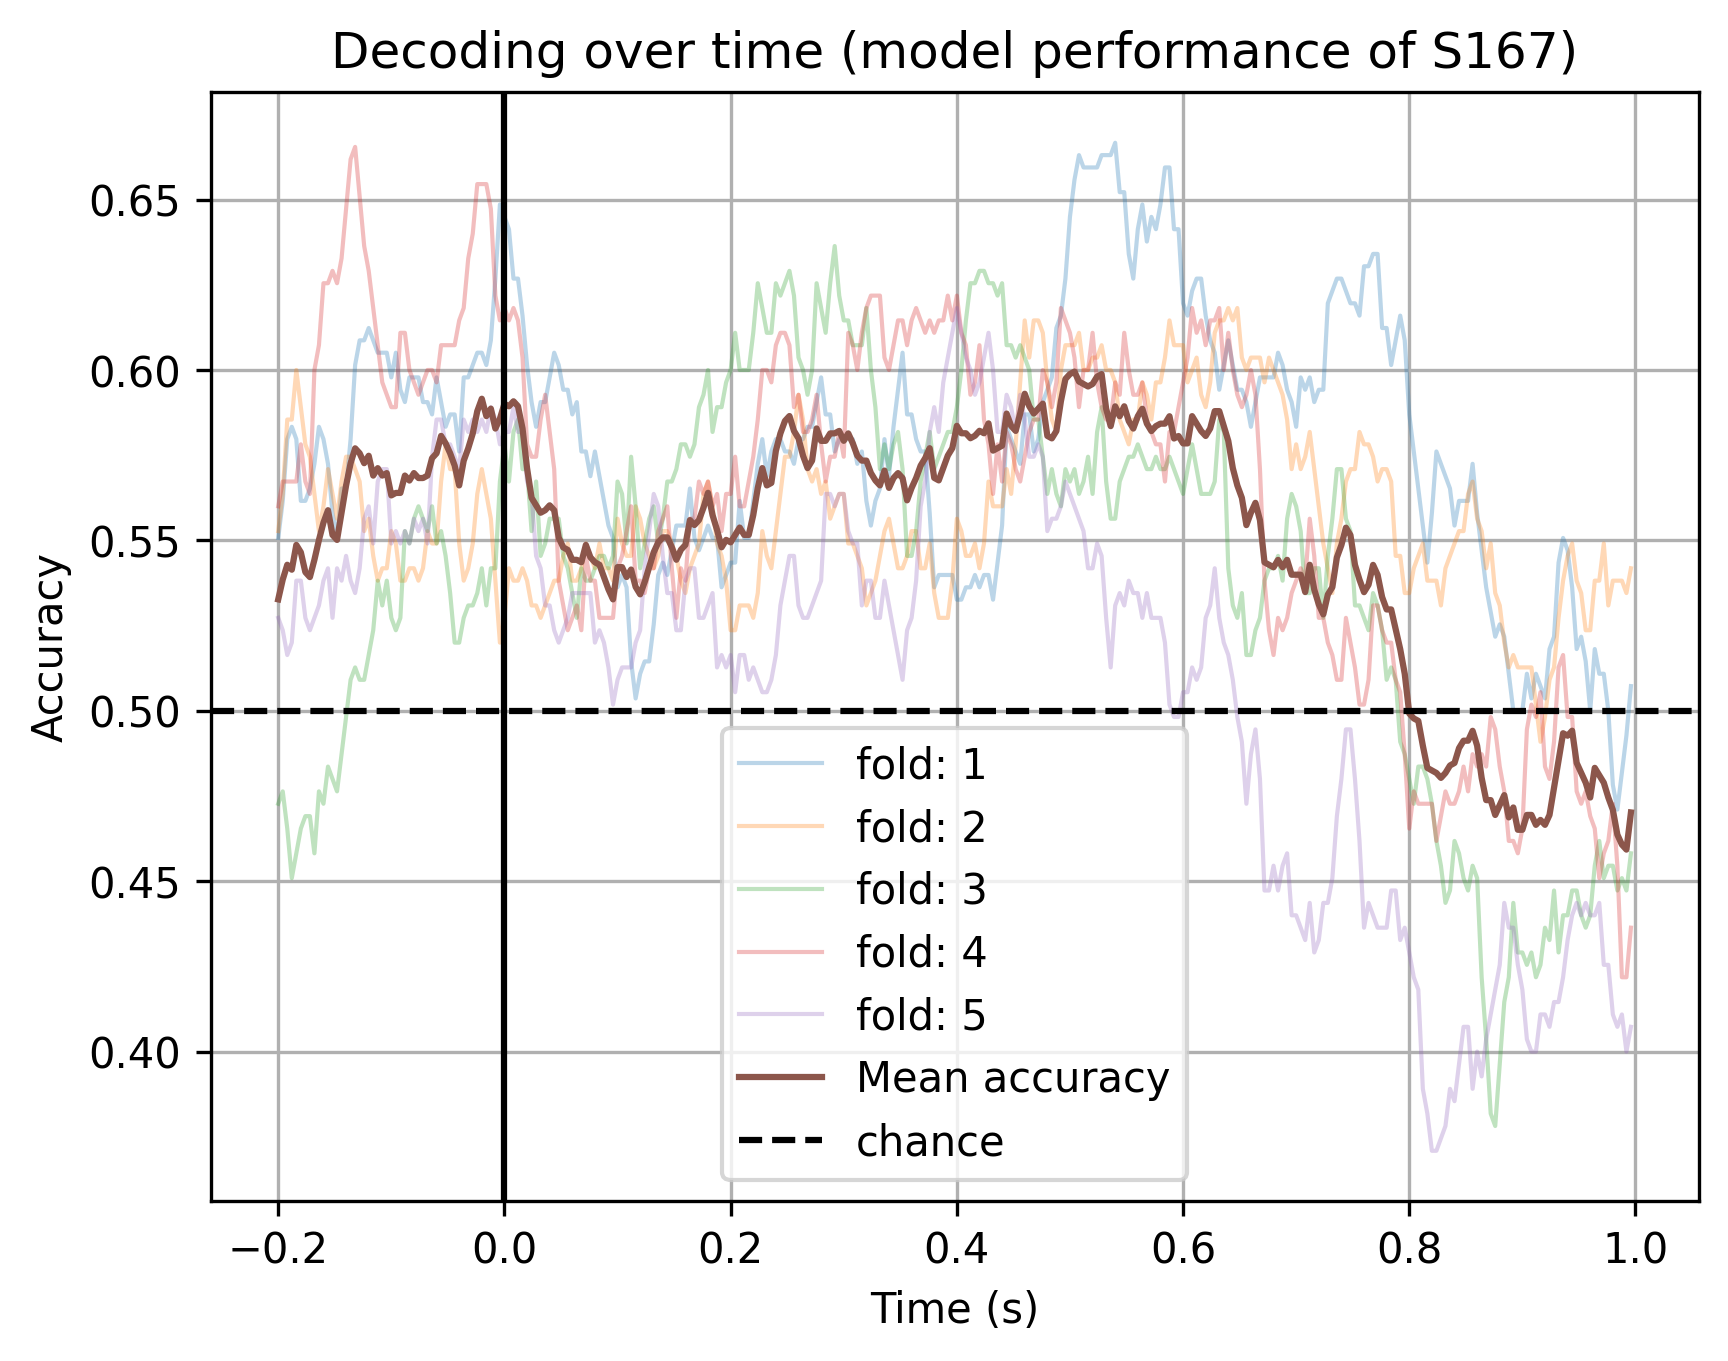 Decoding over time (model performance of S167)
Accuracy
0.65
0.60
0.55
0.50
0.45
0.40
fold: 1
fold: 2
fold: 3
fold: 4
fold: 5
Mean accuracy
chance
−0.2 0.0 0.2 0.4 0.6 0.8 1.0
Time (s)